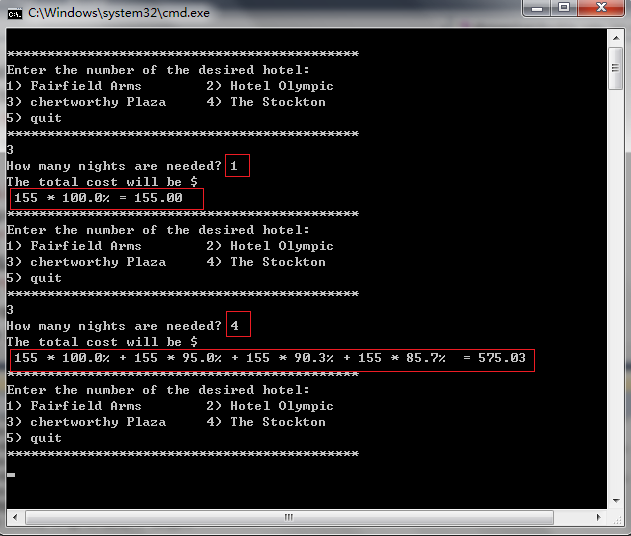 C:\Windows\system32\cmd.exe
********************************************
Enter the number of the desired hotel:
1) Fairfield Arms        2) Hotel Olympic
3) chertworthy Plaza     4) The Stockton
5) quit
********************************************
3
How many nights are needed? 1
The total cost will be $
155 * 100.0% = 155.00
********************************************
Enter the number of the desired hotel:
1) Fairfield Arms        2) Hotel Olympic
3) chertworthy Plaza     4) The Stockton
5) quit
********************************************
3
How many nights are needed? 4
The total cost will be $
155 * 100.0% + 155 * 95.0% + 155 * 90.3% + 155 * 85.7%  = 575.03
********************************************
Enter the number of the desired hotel:
1) Fairfield Arms        2) Hotel Olympic
3) chertworthy Plaza     4) The Stockton
5) quit
********************************************